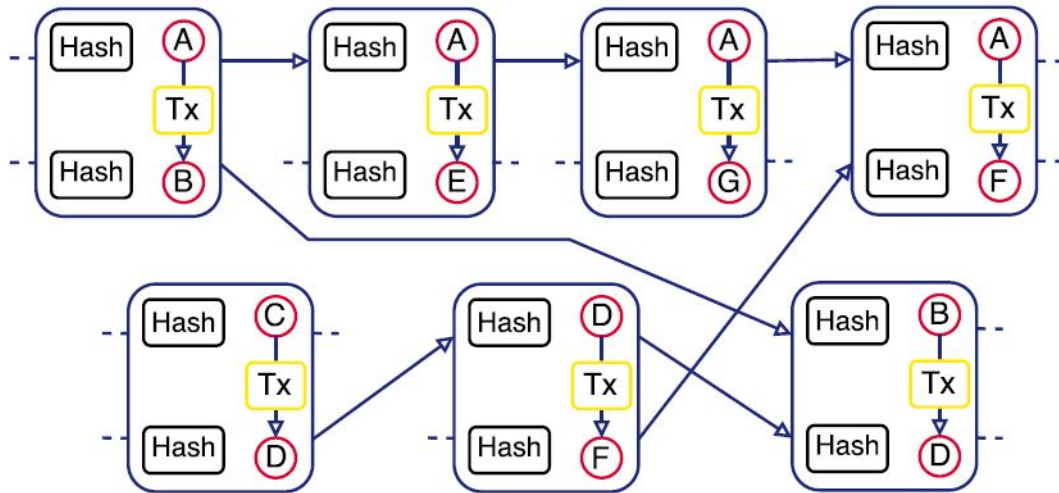 Hash A Hash A Hash A Hash A
Tx Tx Tx Tx
Hash B Hash E Hash G Hash F
Hash C Hash D Hash B
Tx Tx Tx
Hash D Hash F Hash D